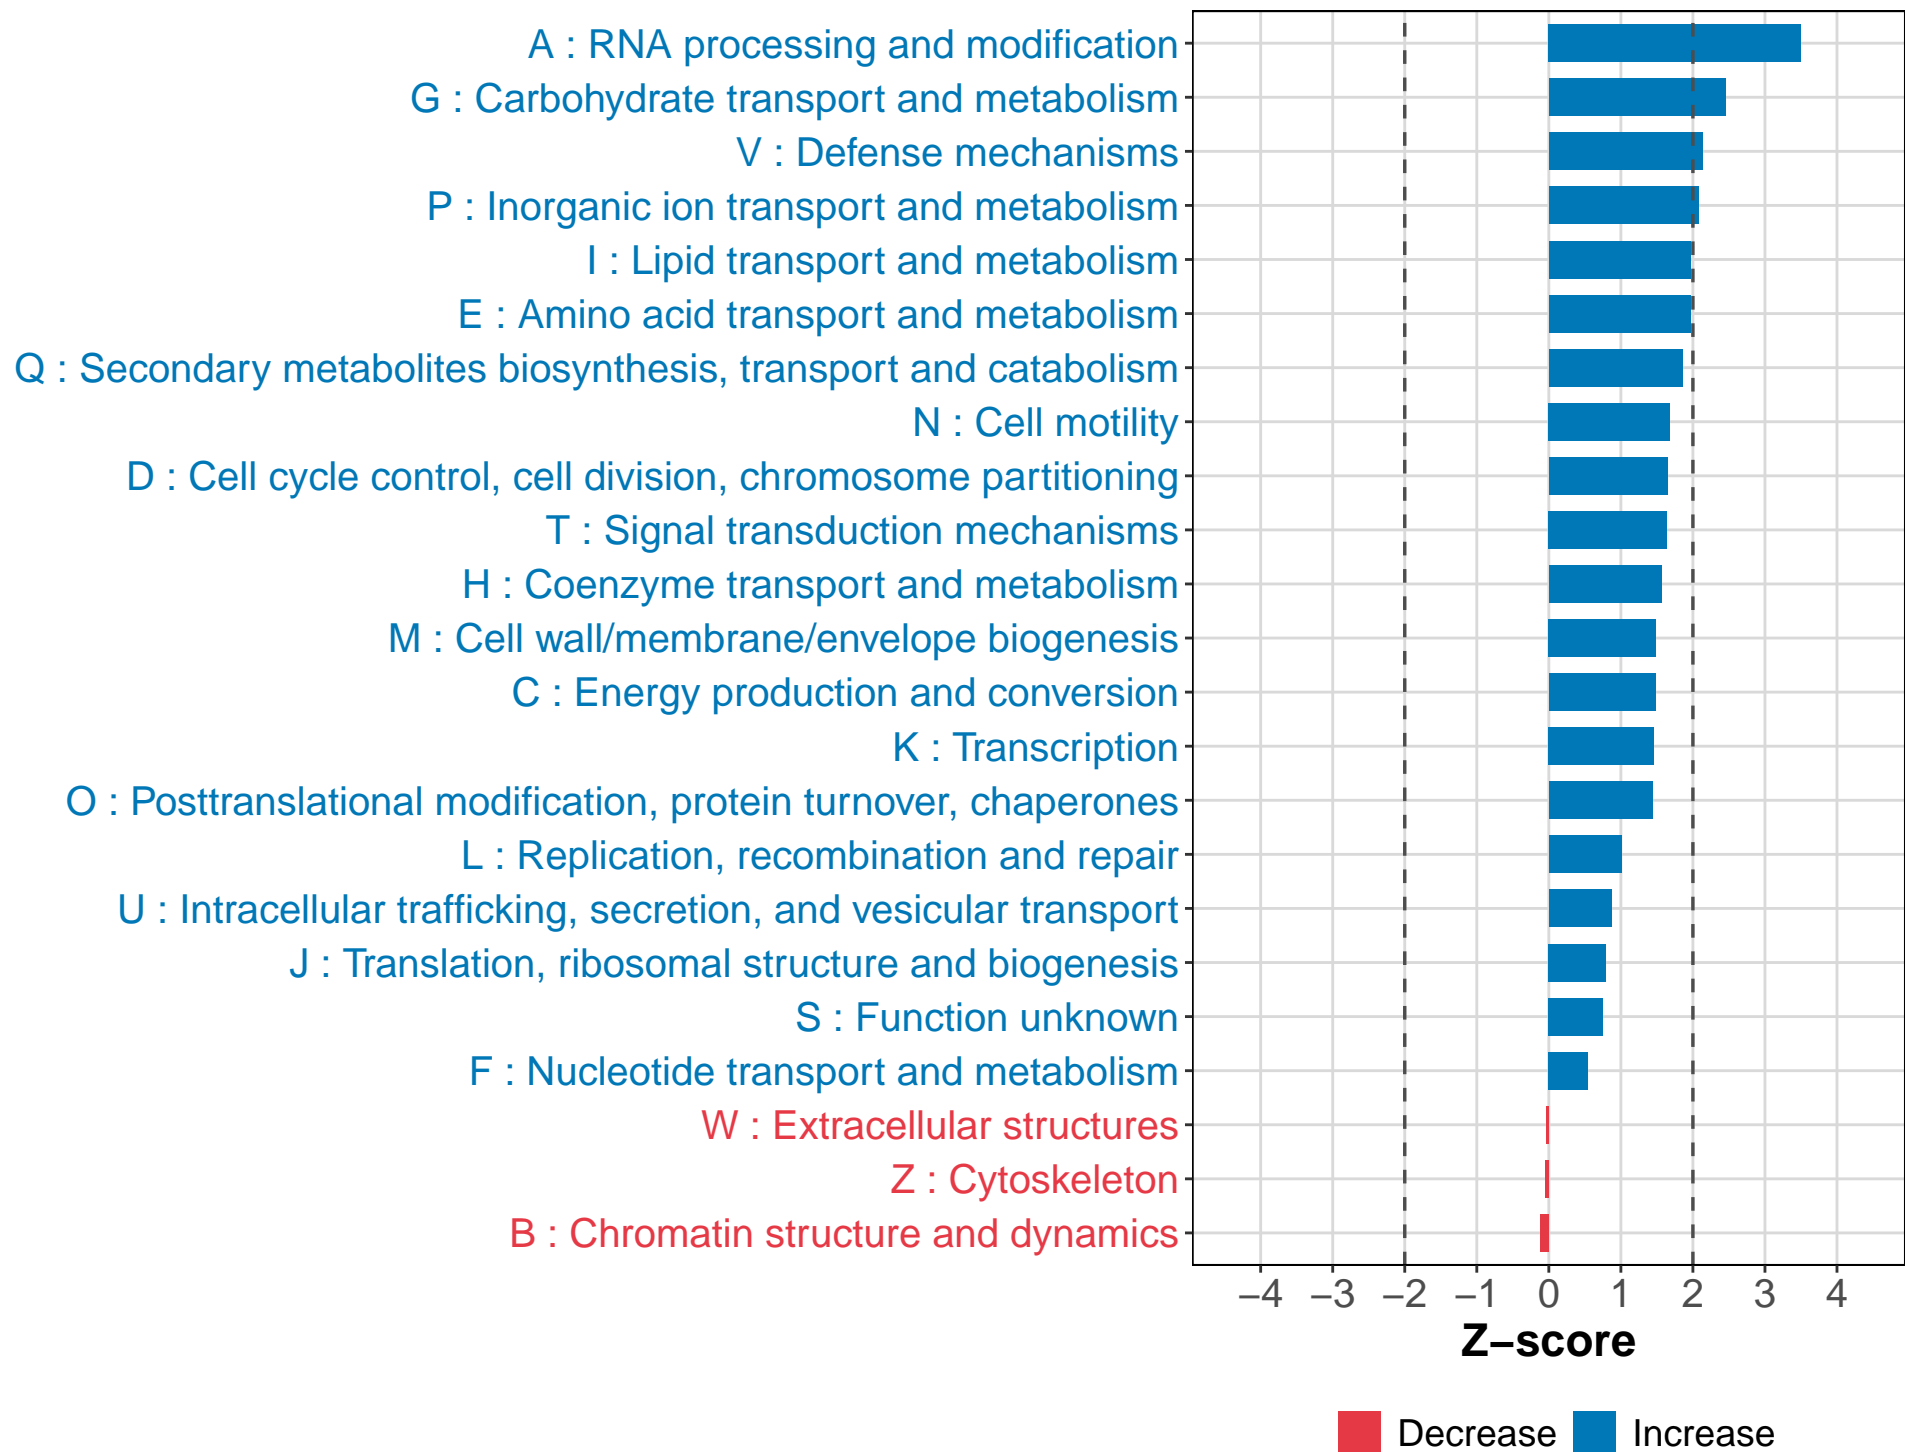 A : RNA processing and modification
G : Carbohydrate transport and metabolism
V : Defense mechanisms
P : Inorganic ion transport and metabolism
I : Lipid transport and metabolism
E : Amino acid transport and metabolism
Q : Secondary metabolites biosynthesis, transport and catabolism
N : Cell motility
D : Cell cycle control, cell division, chromosome partitioning
T : Signal transduction mechanisms
H : Coenzyme transport and metabolism
M : Cell wall/membrane/envelope biogenesis
C : Energy production and conversion
K : Transcription
O : Posttranslational modification, protein turnover, chaperones
L : Replication, recombination and repair
U : Intracellular trafficking, secretion, and vesicular transport
J : Translation, ribosomal structure and biogenesis
S : Function unknown
F : Nucleotide transport and metabolism
W : Extracellular structures
Z : Cytoskeleton
B : Chromatin structure and dynamics
−4 −3 −2 −1 0 1 2 3 4
Z−score
Decrease Increase